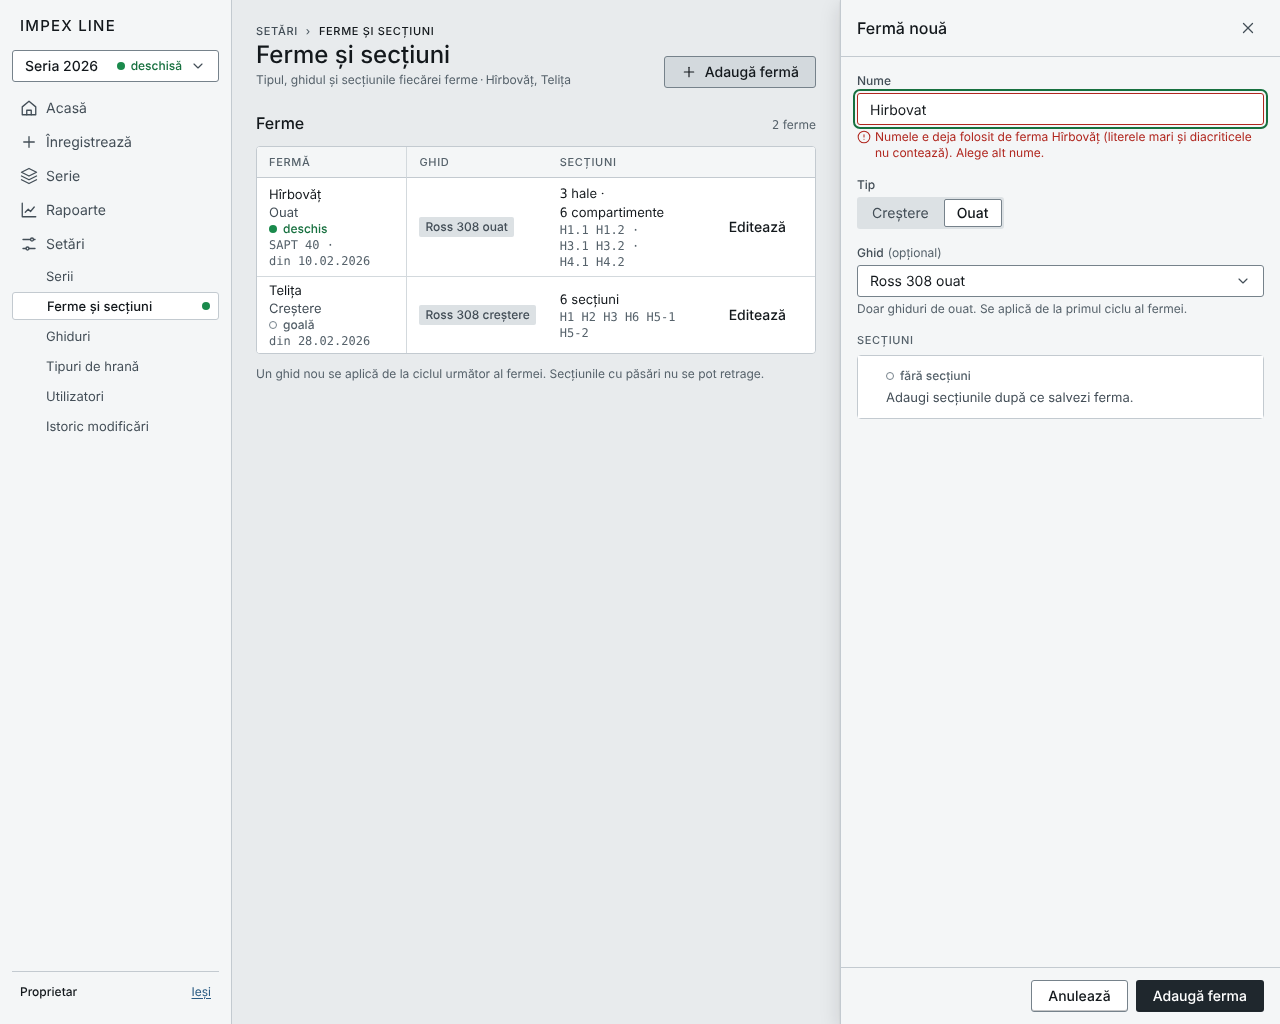 IMPEX LINE
Seria 2026 deschisă
Acasă
Înregistrează
Serie
Rapoarte
Setări
Serii
Ferme și secțiuni
Ghiduri
Tipuri de hrană
Utilizatori
Istoric modificări
Proprietar Ieși
SETĂRI › FERME ȘI SECȚIUNI
Ferme și secțiuni
Tipul, ghidul și secțiunile fiecărei ferme · Hîrbovăț, Telița
Adaugă fermă
Ferme 2 ferme
FERMĂ GHID SECȚIUNI
Hîrbovăț
Ouat
deschis
SAPT 40 ·
din 10.02.2026
Ross 308 ouat
3 hale ·
6 compartimente
H1.1 H1.2 ·
H3.1 H3.2 ·
H4.1 H4.2
Editează
Telița
Creștere
goală
din 28.02.2026
Ross 308 creștere
6 secțiuni
H1 H2 H3 H6 H5-1
H5-2
Editează
Un ghid nou se aplică de la ciclul următor al fermei. Secțiunile cu păsări nu se pot retrage.
Fermă nouă
Nume
Hirbovat
Numele e deja folosit de ferma Hîrbovăț (literele mari și diacriticele
nu contează). Alege alt nume.
Tip
Creștere Ouat
Ghid (opțional)
Ross 308 ouat
Doar ghiduri de ouat. Se aplică de la primul ciclu al fermei.
SECȚIUNI
fără secțiuni
Adaugi secțiunile după ce salvezi ferma.
Anulează Adaugă ferma